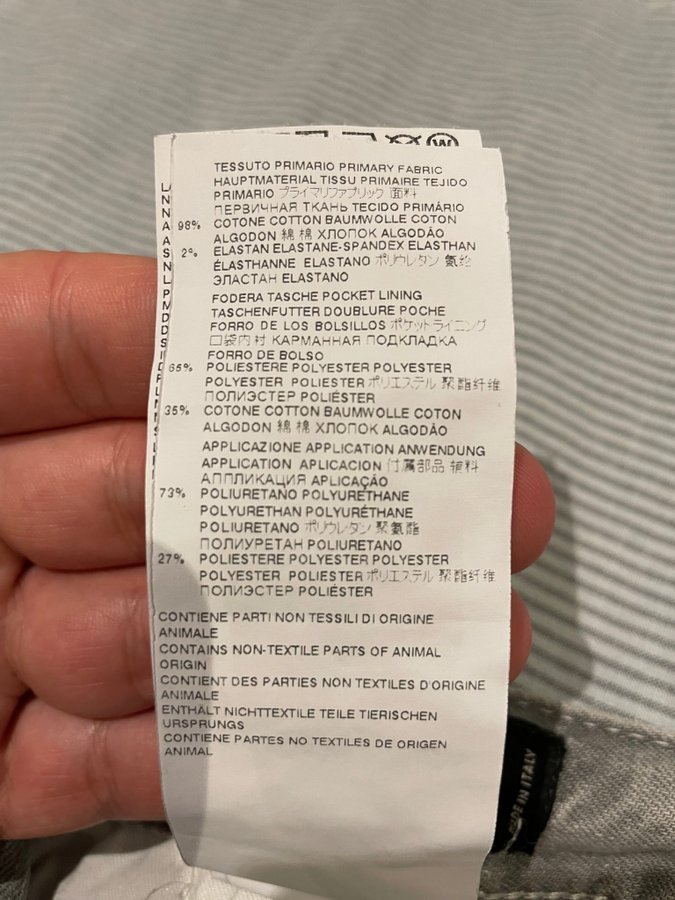 W
TESSUTO PRIMARIO PRIMARY FABRIC
HAUPTMATERIAL TISSU PRIMAIRE TEJIDO
PRIMARIO プライマリファブリック 面料
ПЕРВИЧНАЯ ТКАНЬ TECIDO PRIMÁRIO
98% COTONE COTTON BAUMWOLLE COTON
ALGODON 綿 棉 ХЛОПОК ALGODÃO
2% ELASTAN ELASTANE-SPANDEX ELASTHAN
ÉLASTHANNE ELASTANO ポリウレタン 氨纶
ЭЛАСТАН ELASTANO
FODERA TASCHE POCKET LINING
TASCHENFUTTER DOUBLURE POCHE
FORRO DE LOS BOLSILLOS ポケットライニング
口袋内衬 КАРМАННАЯ ПОДКЛАДКА
FORRO DE BOLSO
65% POLIESTERE POLYESTER POLYESTER
POLYESTER POLIESTER ポリエステル 聚酯纤维
ПОЛИЭСТЕР POLIÉSTER
35% COTONE COTTON BAUMWOLLE COTON
ALGODON 綿 棉 ХЛОПОК ALGODÃO
APPLICAZIONE APPLICATION ANWENDUNG
APPLICATION APLICACION 付属部品 辅料
АППЛИКАЦИЯ APLICAÇÃO
73% POLIURETANO POLYURETHANE
POLYURETHAN POLYURÉTHANE
POLIURETANO ポリウレタン 聚氨酯
ПОЛИУРЕТАН POLIURETANO
27% POLIESTERE POLYESTER POLYESTER
POLYESTER POLIESTER ポリエステル 聚酯纤维
ПОЛИЭСТЕР POLIÉSTER
CONTIENE PARTI NON TESSILI DI ORIGINE
ANIMALE
CONTAINS NON-TEXTILE PARTS OF ANIMAL
ORIGIN
CONTIENT DES PARTIES NON TEXTILES D'ORIGINE
ANIMALE
ENTHÄLT NICHTTEXTILE TEILE TIERISCHEN
URSPRUNGS
CONTIENE PARTES NO TEXTILES DE ORIGEN
ANIMAL
MADE IN ITALY